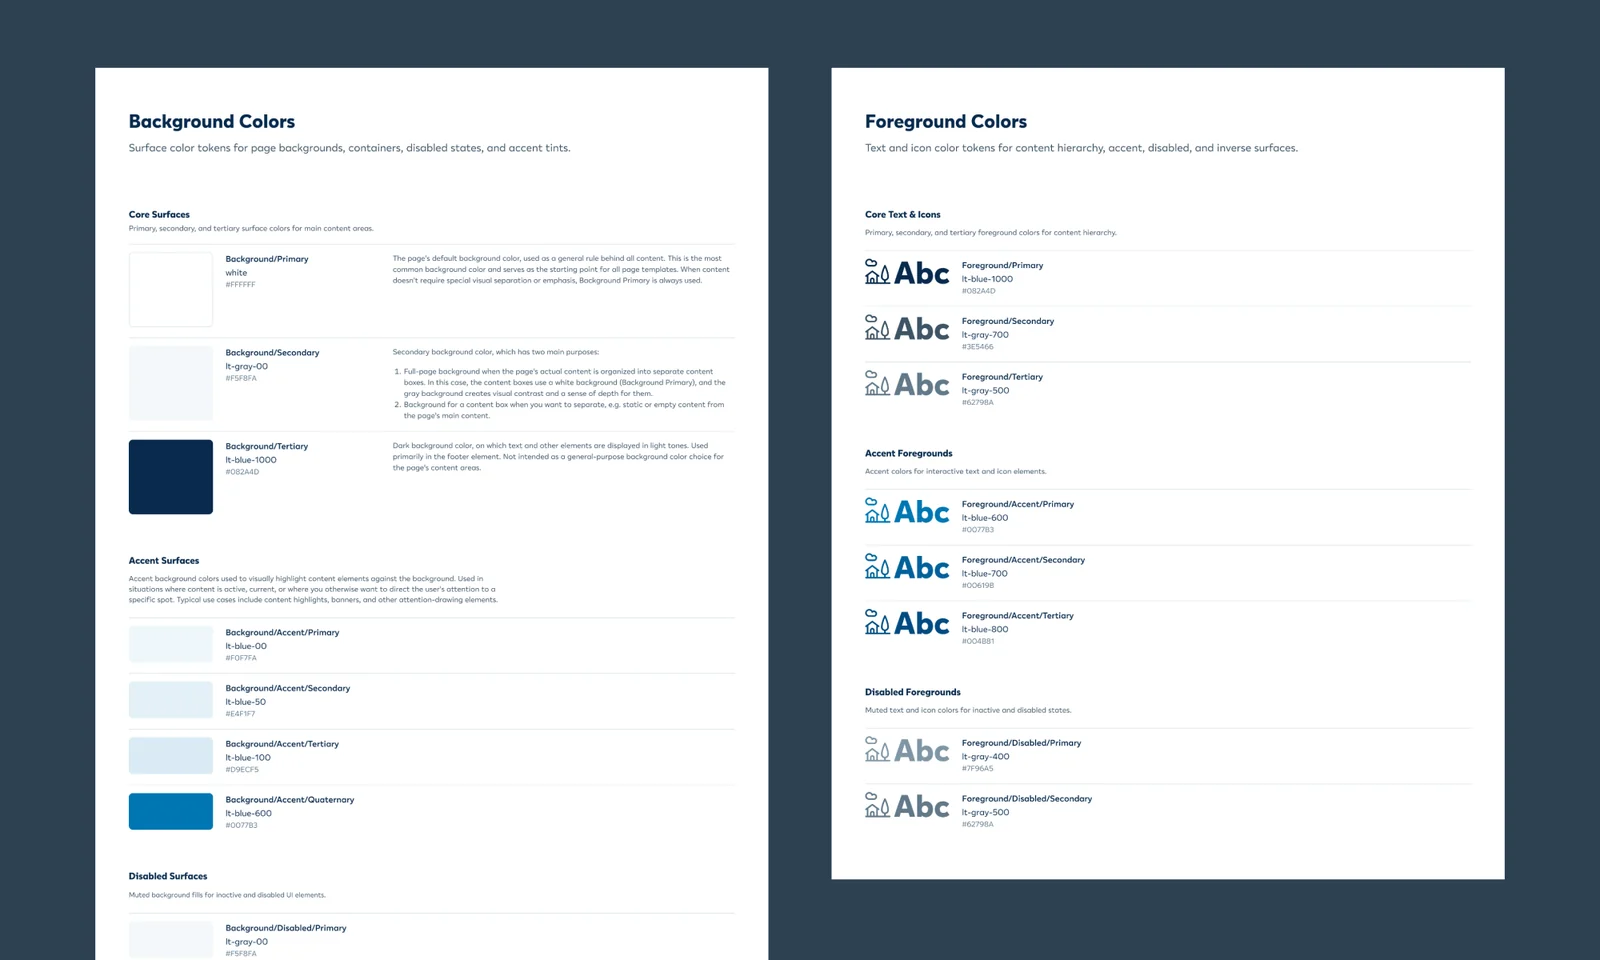 Background Colors
Surface color tokens for page backgrounds, containers, disabled states, and accent tints.
Core Surfaces
Primary, secondary, and tertiary surface colors for main content areas.
Background/Primary
white
#FFFFFF
The page's default background color, used as a general rule behind all content. This is the most
common background color and serves as the starting point for all page templates. When content
doesn't require special visual separation or emphasis, Background Primary is always used.
Background/Secondary
lt-gray-00
#F5F8FA
Secondary background color, which has two main purposes:
1. Full-page background when the page's actual content is organized into separate content
boxes. In this case, the content boxes use a white background (Background Primary), and the
gray background creates visual contrast and a sense of depth for them.
2. Background for a content box when you want to separate, e.g. static or empty content from
the page's main content.
Background/Tertiary
lt-blue-1000
#082A4D
Dark background color, on which text and other elements are displayed in light tones. Used
primarily in the footer element. Not intended as a general-purpose background color choice for
the page's content areas.
Accent Surfaces
Accent background colors used to visually highlight content elements against the background. Used in
situations where content is active, current, or where you otherwise want to direct the user's attention to a
specific spot. Typical use cases include content highlights, banners, and other attention-drawing elements.
Background/Accent/Primary
lt-blue-00
#F0F7FA
Background/Accent/Secondary
lt-blue-50
#E4F1F7
Background/Accent/Tertiary
lt-blue-100
#D9ECF5
Background/Accent/Quaternary
lt-blue-600
#0077B3
Disabled Surfaces
Muted background fills for inactive and disabled UI elements.
Background/Disabled/Primary
lt-gray-00
#F5F8FA
Foreground Colors
Text and icon color tokens for content hierarchy, accent, disabled, and inverse surfaces.
Core Text & Icons
Primary, secondary, and tertiary foreground colors for content hierarchy.
Abc
Foreground/Primary
lt-blue-1000
#082A4D
Abc
Foreground/Secondary
lt-gray-700
#3E5466
Abc
Foreground/Tertiary
lt-gray-500
#62798A
Accent Foregrounds
Accent colors for interactive text and icon elements.
Abc
Foreground/Accent/Primary
lt-blue-600
#0077B3
Abc
Foreground/Accent/Secondary
lt-blue-700
#006198
Abc
Foreground/Accent/Tertiary
lt-blue-800
#004B81
Disabled Foregrounds
Muted text and icon colors for inactive and disabled states.
Abc
Foreground/Disabled/Primary
lt-gray-400
#7F96A5
Abc
Foreground/Disabled/Secondary
lt-gray-500
#62798A